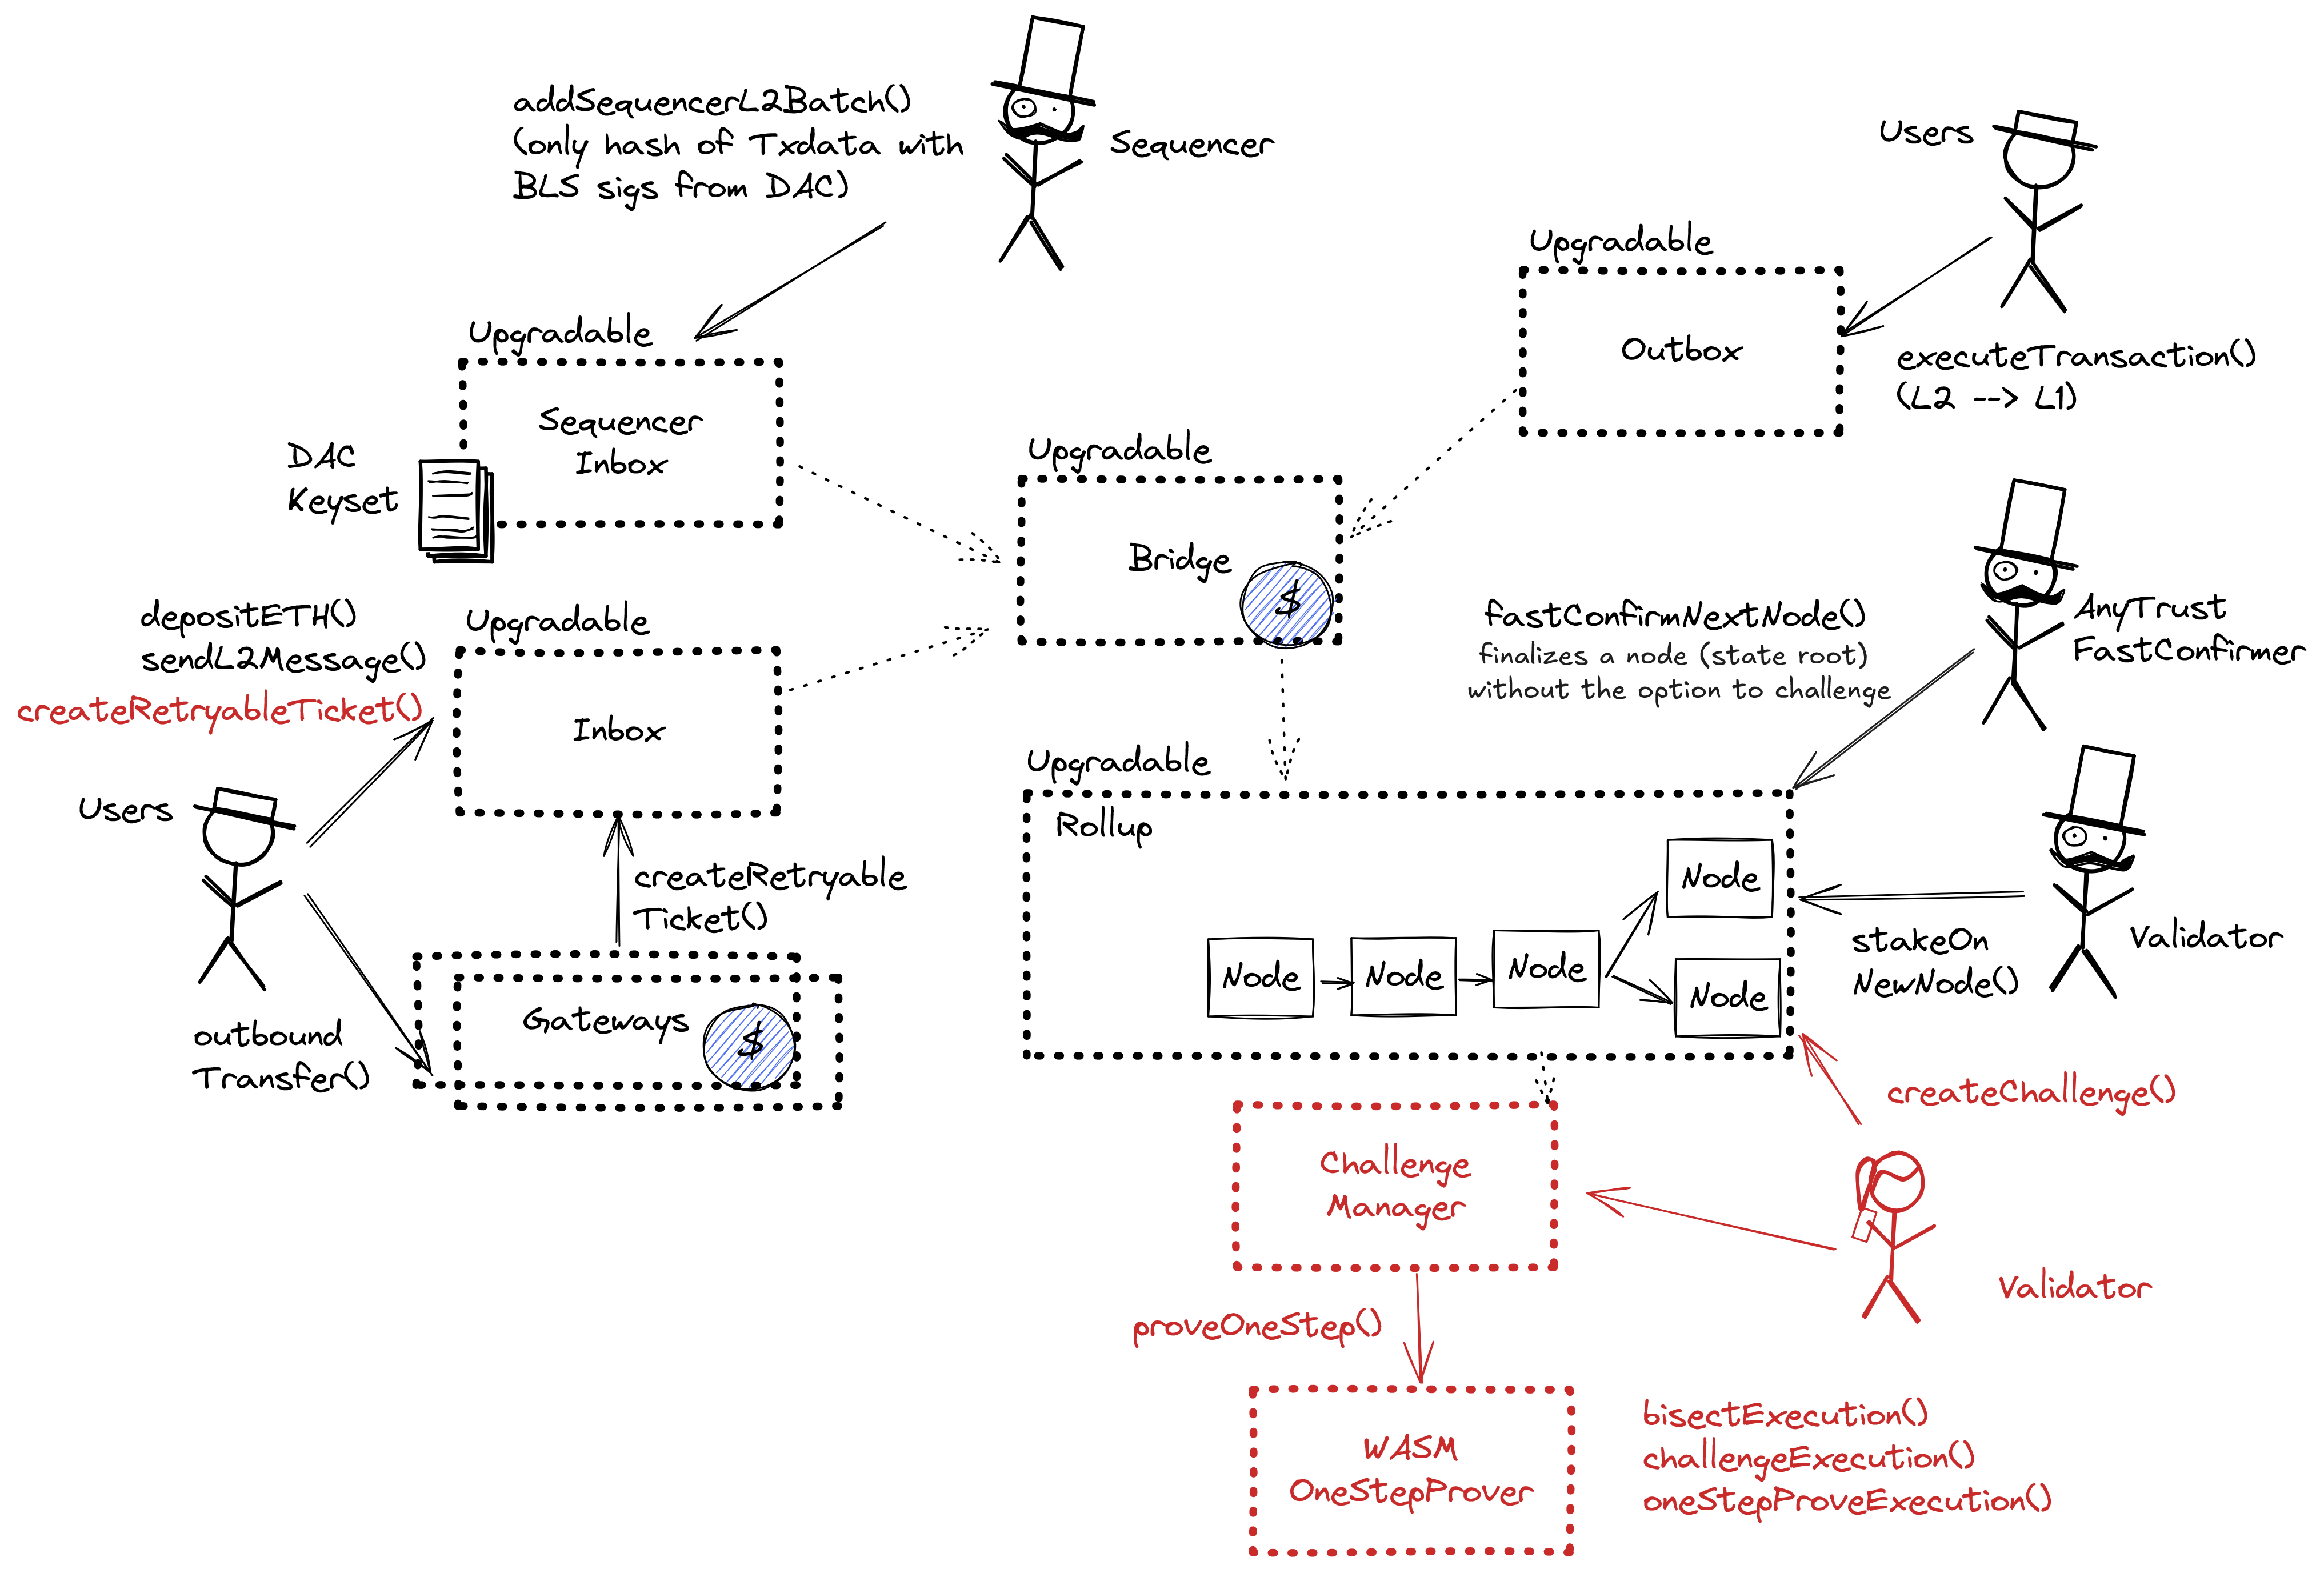 addSequencerL2Batch()
(only hash of Txdata with
BLS sigs from DAC)
Sequencer
Users
Upgradable
Outbox
executeTransaction()
(L2 --> L1)
Upgradable
Sequencer
Inbox
DAC
Keyset
Upgradable
Bridge
$
depositETH()
sendL2Message()
createRetryableTicket()
Upgradable
Inbox
Users
createRetryable
Ticket()
outbound
Transfer()
Gateways
$
fastConfirmNextNode()
finalizes a node (state root)
without the option to challenge
AnyTrust
FastConfirmer
Upgradable
Rollup
Node
Node
Node
Node
Node
stakeOn
NewNode()
Validator
createChallenge()
Challenge
Manager
Validator
proveOneStep()
WASM
OneStepProver
bisectExecution()
challengeExecution()
oneStepProveExecution()